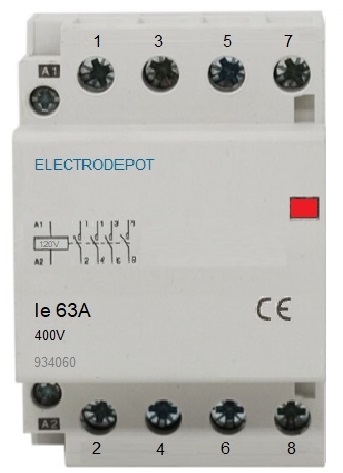 1 3 5 7
A1
ELECTRODEPOT
A1 1 1 3 7
120V
A2 2 4 6 8
Ie 63A
400V
934060
CE
A2
2 4 6 8